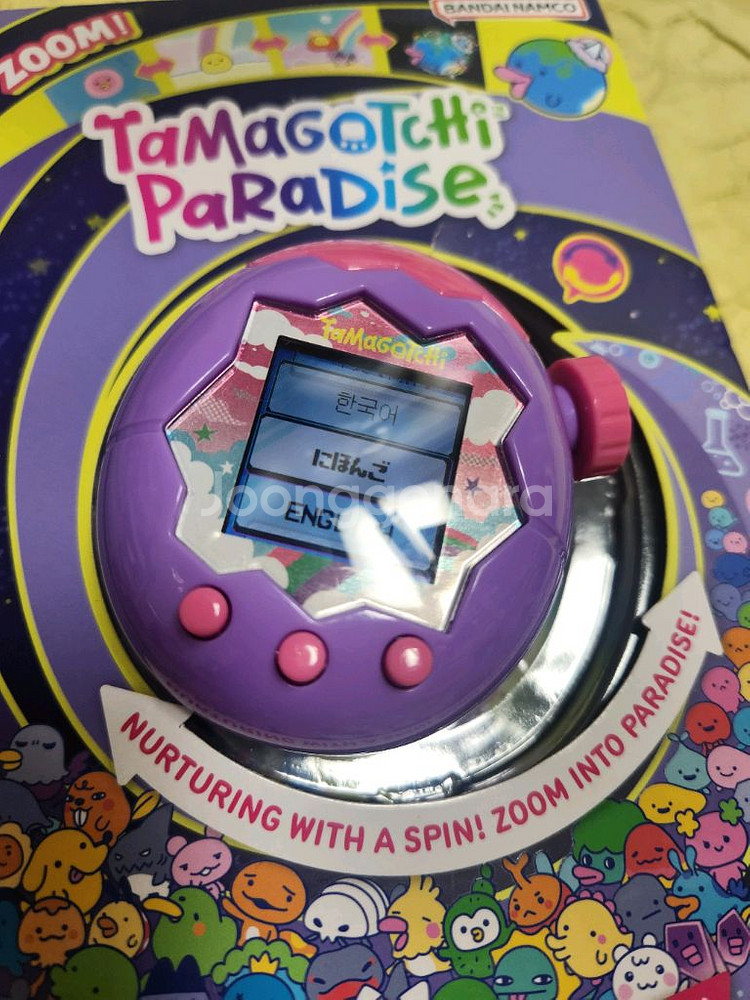 BANDAI NAMCO
ZOOM!
TAMAGOTCHI
PARADISE
TAMAGOTCHI
한국어
にほんご
Joonggonara
NURTURING WITH A SPIN! ZOOM INTO PARADISE!